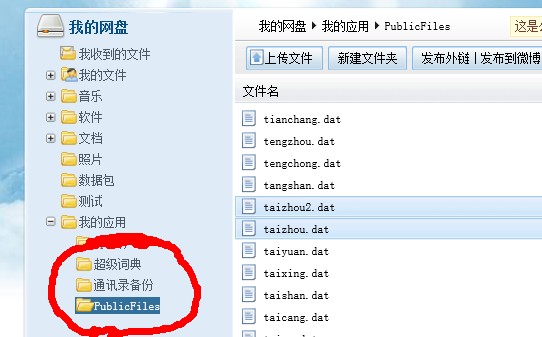 我的网盘
我收到的文件
我的文件
音乐
软件
文档
照片
数据包
测试
我的应用
超级词典
通讯录备份
PublicFiles
我的网盘 我的应用 PublicFiles
这是
上传文件 新建文件夹 发布外链 | 发布到微博
文件名
tianchang.dat
tengzhou.dat
tengchong.dat
tangshan.dat
taizhou2.dat
taizhou.dat
taiyuan.dat
taixing.dat
taishan.dat
taicang.dat